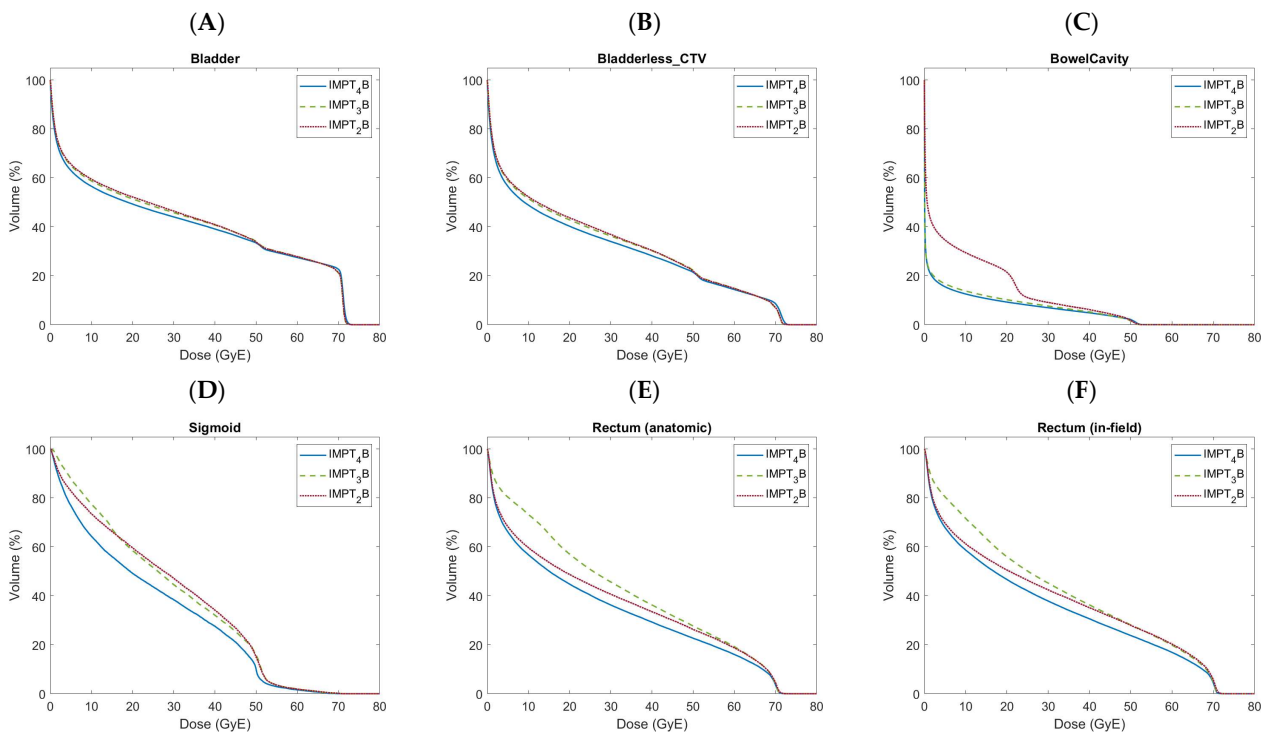 (A) (B) (C)
Bladder
100
80
60
40
20
0
Volume (%)
0 10 20 30 40 50 60 70 80
Dose (GyE)
IMPT4B
IMPT3B
IMPT2B
Bladderless_CTV
100
80
60
40
20
0
Volume (%)
0 10 20 30 40 50 60 70 80
Dose (GyE)
IMPT4B
IMPT3B
IMPT2B
BowelCavity
100
80
60
40
20
0
Volume (%)
0 10 20 30 40 50 60 70 80
Dose (GyE)
IMPT4B
IMPT3B
IMPT2B
(D) (E) (F)
Sigmoid
100
80
60
40
20
0
Volume (%)
0 10 20 30 40 50 60 70 80
Dose (GyE)
IMPT4B
IMPT3B
IMPT2B
Rectum (anatomic)
100
80
60
40
20
0
Volume (%)
0 10 20 30 40 50 60 70 80
Dose (GyE)
IMPT4B
IMPT3B
IMPT2B
Rectum (in-field)
100
80
60
40
20
0
Volume (%)
0 10 20 30 40 50 60 70 80
Dose (GyE)
IMPT4B
IMPT3B
IMPT2B